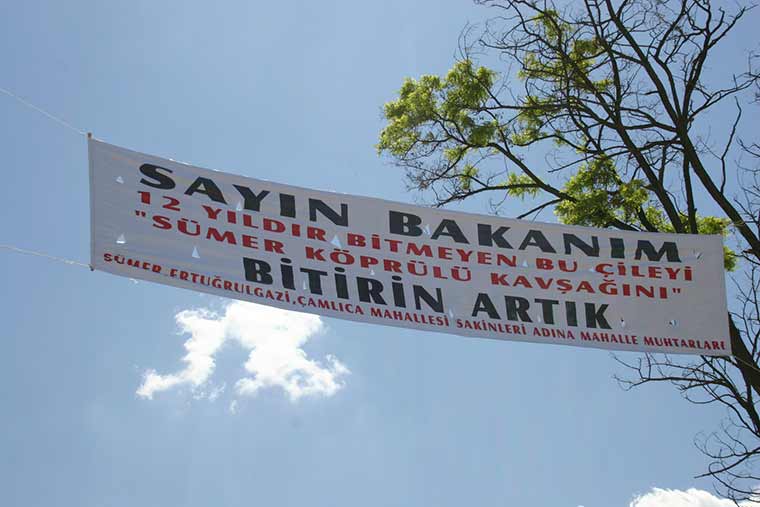 SAYIN BAKANIM
12 YILDIR BİTMEYEN BU ÇİLEYİ
"SÜMER KÖPRÜLÜ KAVŞAĞINI"
BİTİRİN ARTIK
SÜMER ERTUĞRULGAZİ,ÇAMLICA MAHALLESİ SAKİNLERİ ADINA MAHALLE MUHTARLARI